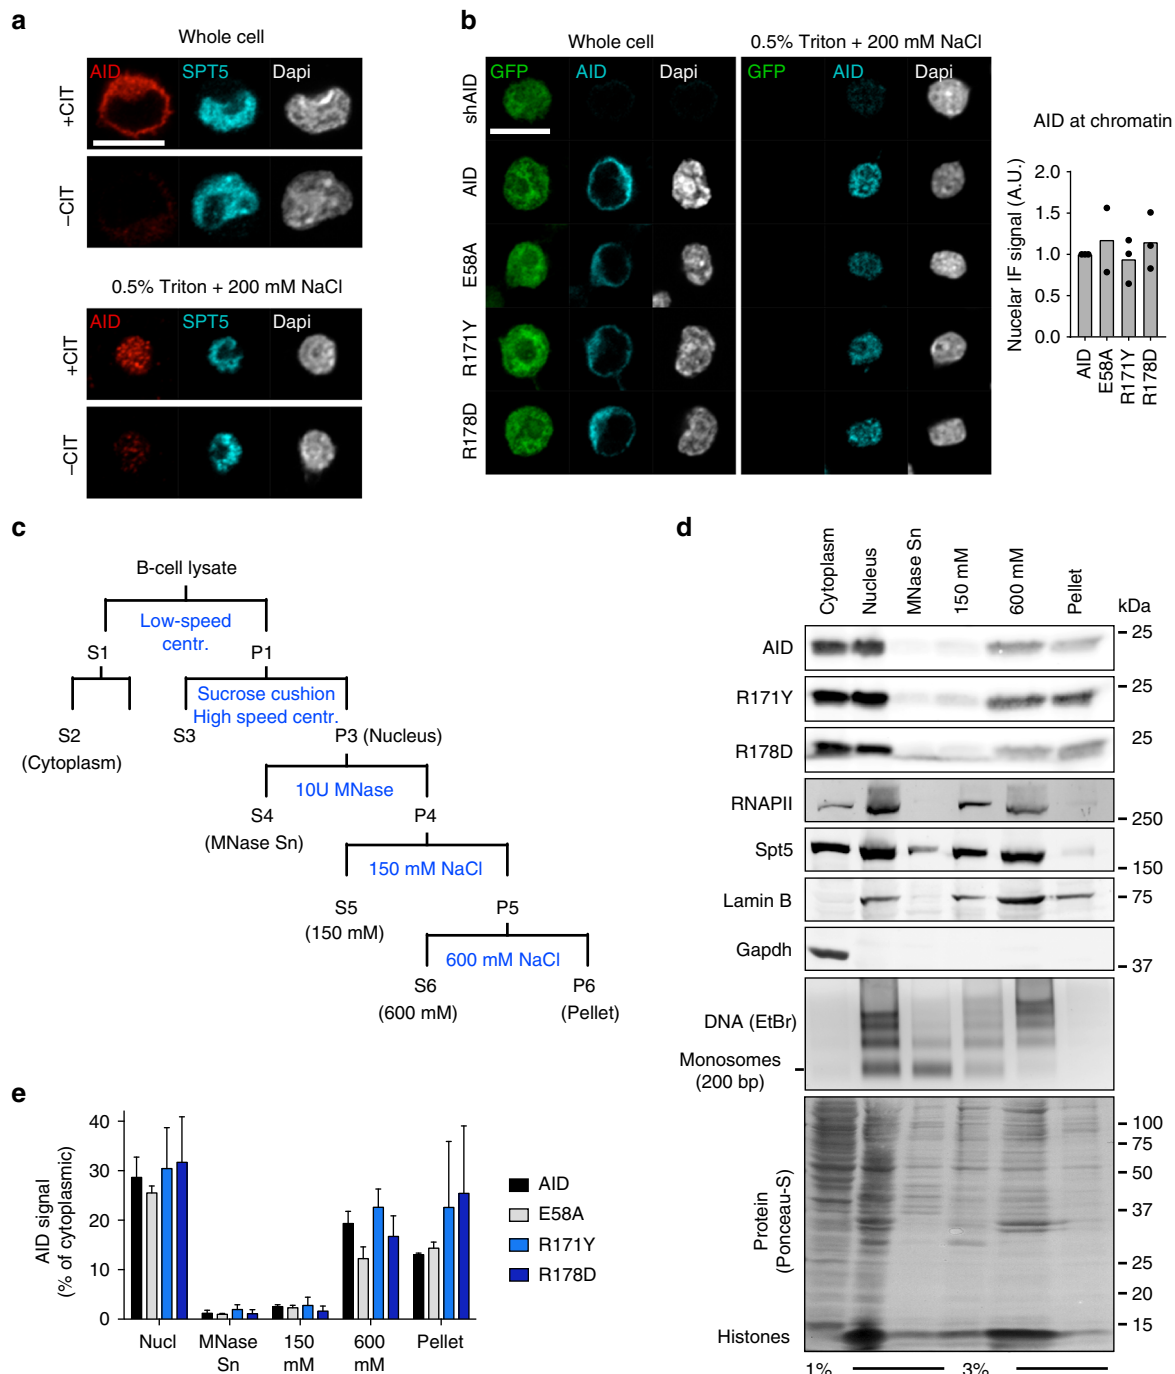 a
Whole cell
AID SPT5 Dapi
+CIT
−CIT
0.5% Triton + 200 mM NaCl
AID SPT5 Dapi
+CIT
−CIT
b
Whole cell
0.5% Triton + 200 mM NaCl
GFP AID Dapi GFP AID Dapi
shAID
AID
E58A
R171Y
R178D
AID at chromatin
Nucelar IF signal (A.U.)
2.0
1.5
1.0
0.5
0.0
AID E58A R171Y R178D
c
B-cell lysate
Low-speed
centr.
S1 P1
Sucrose cushion
High speed centr.
S2 S3 P3 (Nucleus)
(Cytoplasm)
10U MNase
S4 P4
(MNase Sn)
150 mM NaCl
S5 P5
(150 mM)
600 mM NaCl
S6 P6
(600 mM) (Pellet)
d
Cytoplasm Nucleus MNase Sn 150 mM 600 mM Pellet
kDa
AID 25
R171Y 25
R178D 25
RNAPII 250
Spt5 150
Lamin B 75
Gapdh 37
DNA (EtBr)
Monosomes
(200 bp)
Protein
(Ponceau-S)
100
75
50
37
25
20
15
Histones
1% 3%
e
AID signal
(% of cytoplasmic)
40
30
20
10
0
Nucl MNase Sn 150 mM 600 mM Pellet
AID
E58A
R171Y
R178D